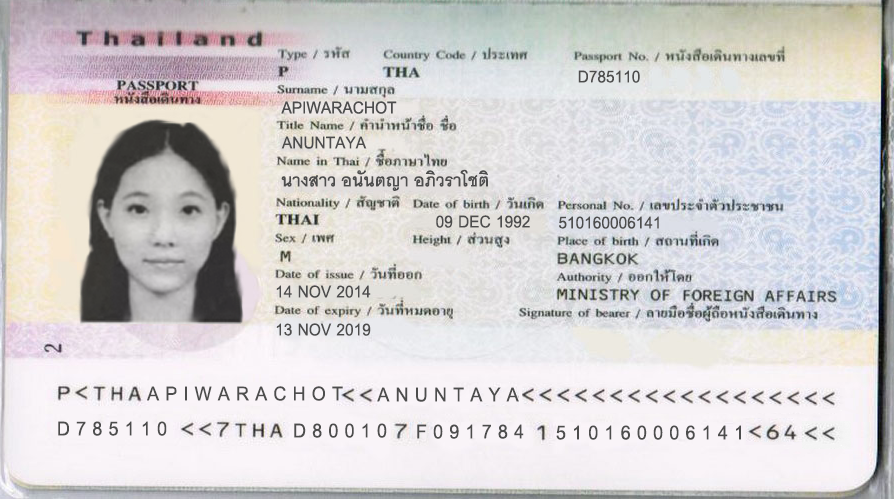 Thailand
PASSPORT
หนังสือเดินทาง
Type / รหัส Country Code / ประเทศ Passport No. / หนังสือเดินทางเลขที่
P THA D785110
Surname / นามสกุล
APIWARACHOT
Title Name / คำนำหน้าชื่อ ชื่อ
ANUNTAYA
Name in Thai / ชื่อภาษาไทย
นางสาว อนันตญา อภิวราโชติ
Nationality / สัญชาติ Date of birth / วันเกิด Personal No. / เลขประจำตัวประชาชน
THAI 09 DEC 1992 510160006141
Sex / เพศ Height / ส่วนสูง Place of birth / สถานที่เกิด
M BANGKOK
Date of issue / วันที่ออก Authority / ออกให้โดย
14 NOV 2014 MINISTRY OF FOREIGN AFFAIRS
Date of expiry / วันที่หมดอายุ Signature of bearer / ลายมือชื่อผู้ถือหนังสือเดินทาง
13 NOV 2019
2
P<THAAPIWARACHOT<<ANUNTAYA<<<<<<<<<<<<<<<<<<
D785110 <<7THA D800107F091784 1510160006141<64<<